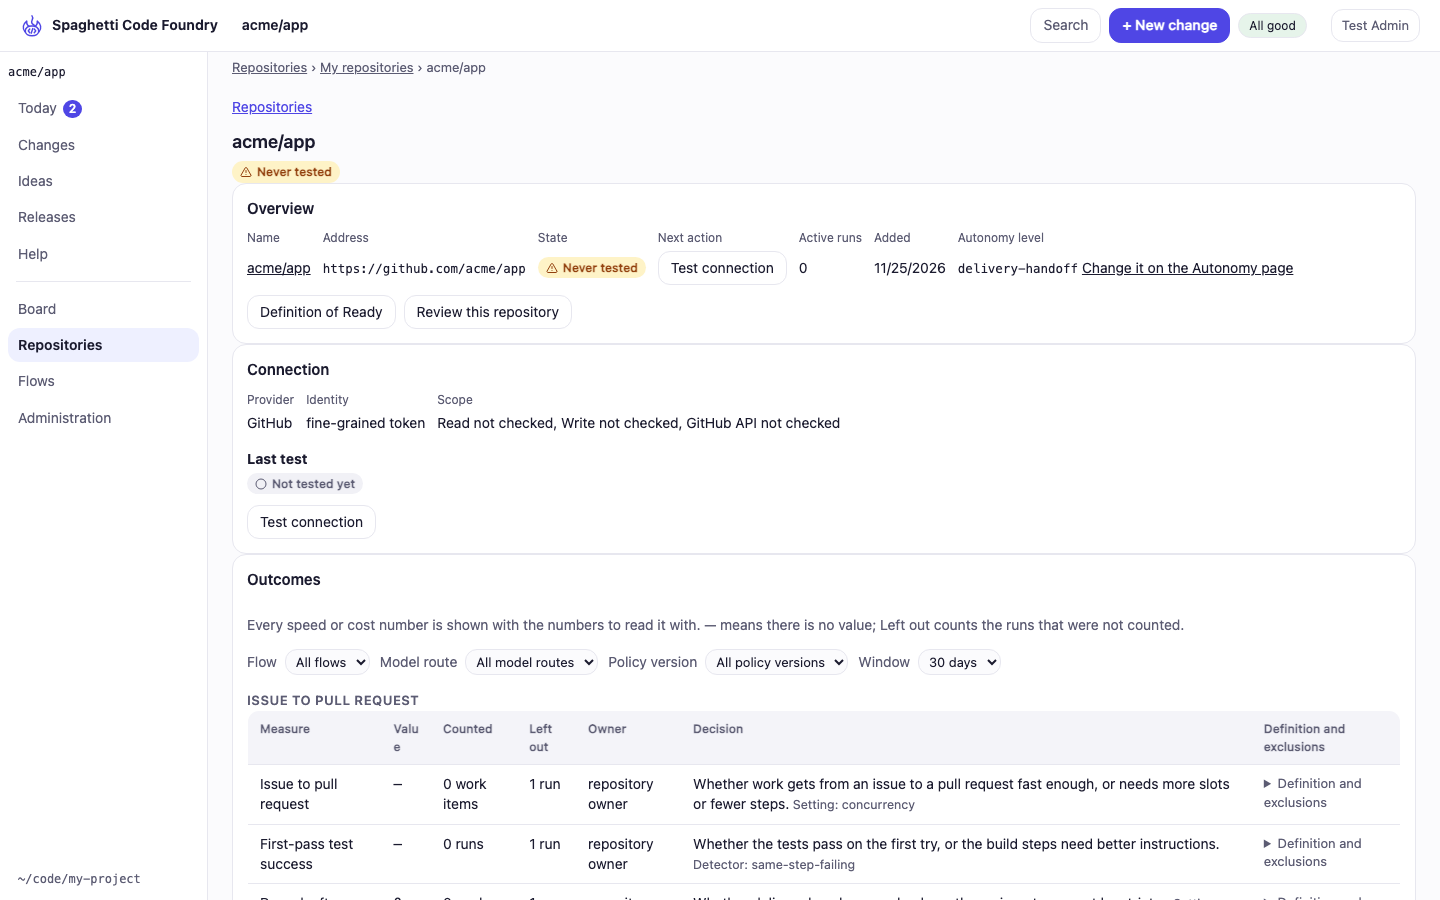 Spaghetti Code Foundry acme/app Search + New change All good Test Admin
acme/app
Today 2
Changes
Ideas
Releases
Help
Board
Repositories
Flows
Administration
~/code/my-project
Repositories › My repositories › acme/app
Repositories
acme/app
Never tested
Overview
Name Address State Next action Active runs Added Autonomy level
acme/app https://github.com/acme/app Never tested Test connection 0 11/25/2026 delivery-handoff Change it on the Autonomy page
Definition of Ready Review this repository
Connection
Provider Identity Scope
GitHub fine-grained token Read not checked, Write not checked, GitHub API not checked
Last test
Not tested yet
Test connection
Outcomes
Every speed or cost number is shown with the numbers to read it with. — means there is no value; Left out counts the runs that were not counted.
Flow All flows Model route All model routes Policy version All policy versions Window 30 days
ISSUE TO PULL REQUEST
Measure Valu Counted Left Owner Decision Definition and
e out exclusions
Issue to pull — 0 work 1 run repository Whether work gets from an issue to a pull request fast enough, or needs more slots Definition and
request items owner or fewer steps. Setting: concurrency exclusions
First-pass test — 0 runs 1 run repository Whether the tests pass on the first try, or the build steps need better instructions. Definition and
success owner Detector: same-step-failing exclusions